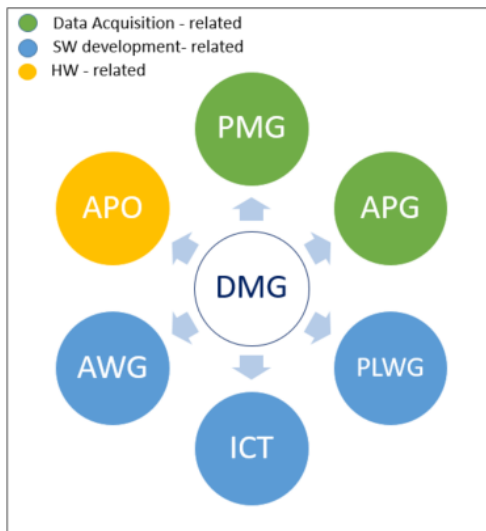 Data Acquisition - related
SW development- related
HW - related
PMG
APO
APG
DMG
AWG
PLWG
ICT